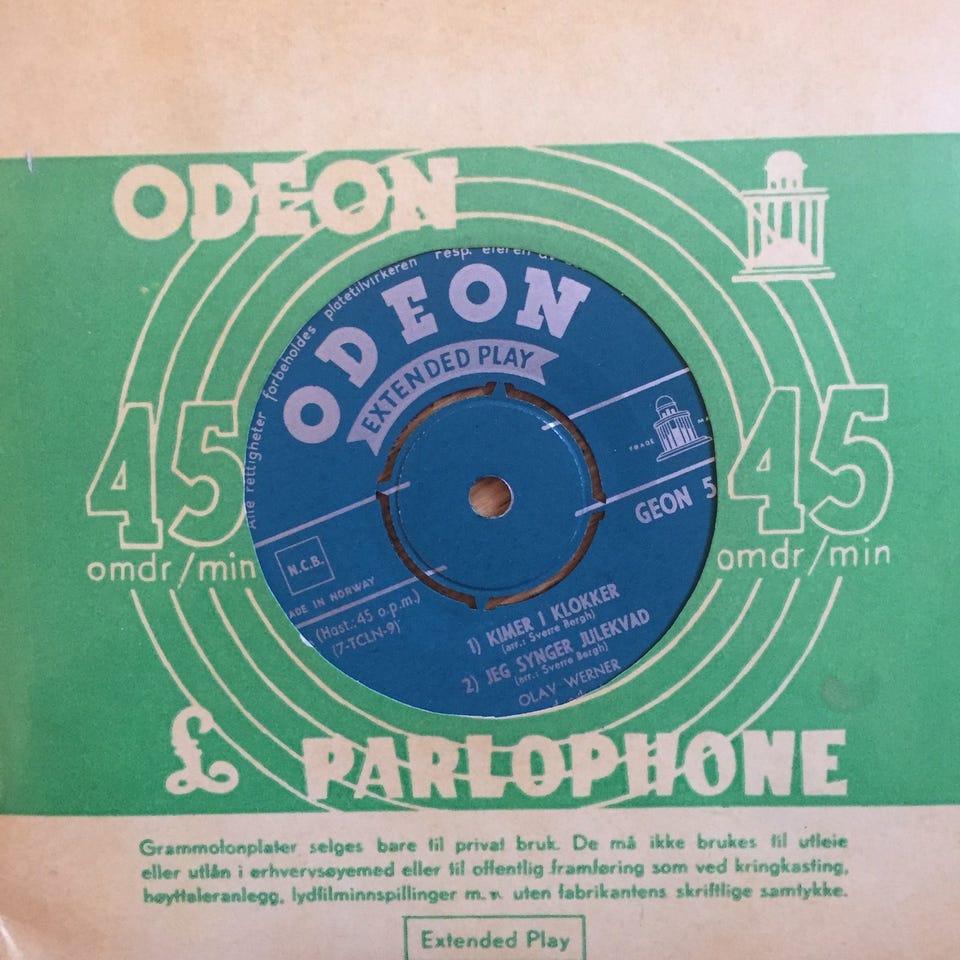 ODEON
Alle rettigheter forbeholdes platetilvirkeren resp. eieren av
ODEON
EXTENDED PLAY
45
45
omdr/min
omdr/min
TRADE
GEON 5
N.C.B.
ADE IN NORWAY
(Hast.: 45 o.p.m.)
(7-TCLN-9)
1) KIMER I KLOKKER
(arr.: Sverre Bergh)
2) JEG SYNGER JULEKVAD
(arr.: Sverre Bergh)
OLAV WERNER
£ PARLOPHONE
Grammofonplater selges bare til privat bruk. De må ikke brukes til utleie
eller utlån i erhvervsøyemed eller til offentlig framføring som ved kringkasting,
høyttaleranlegg, lydfilminnspillinger m. v. uten fabrikantens skriftlige samtykke.
Extended Play